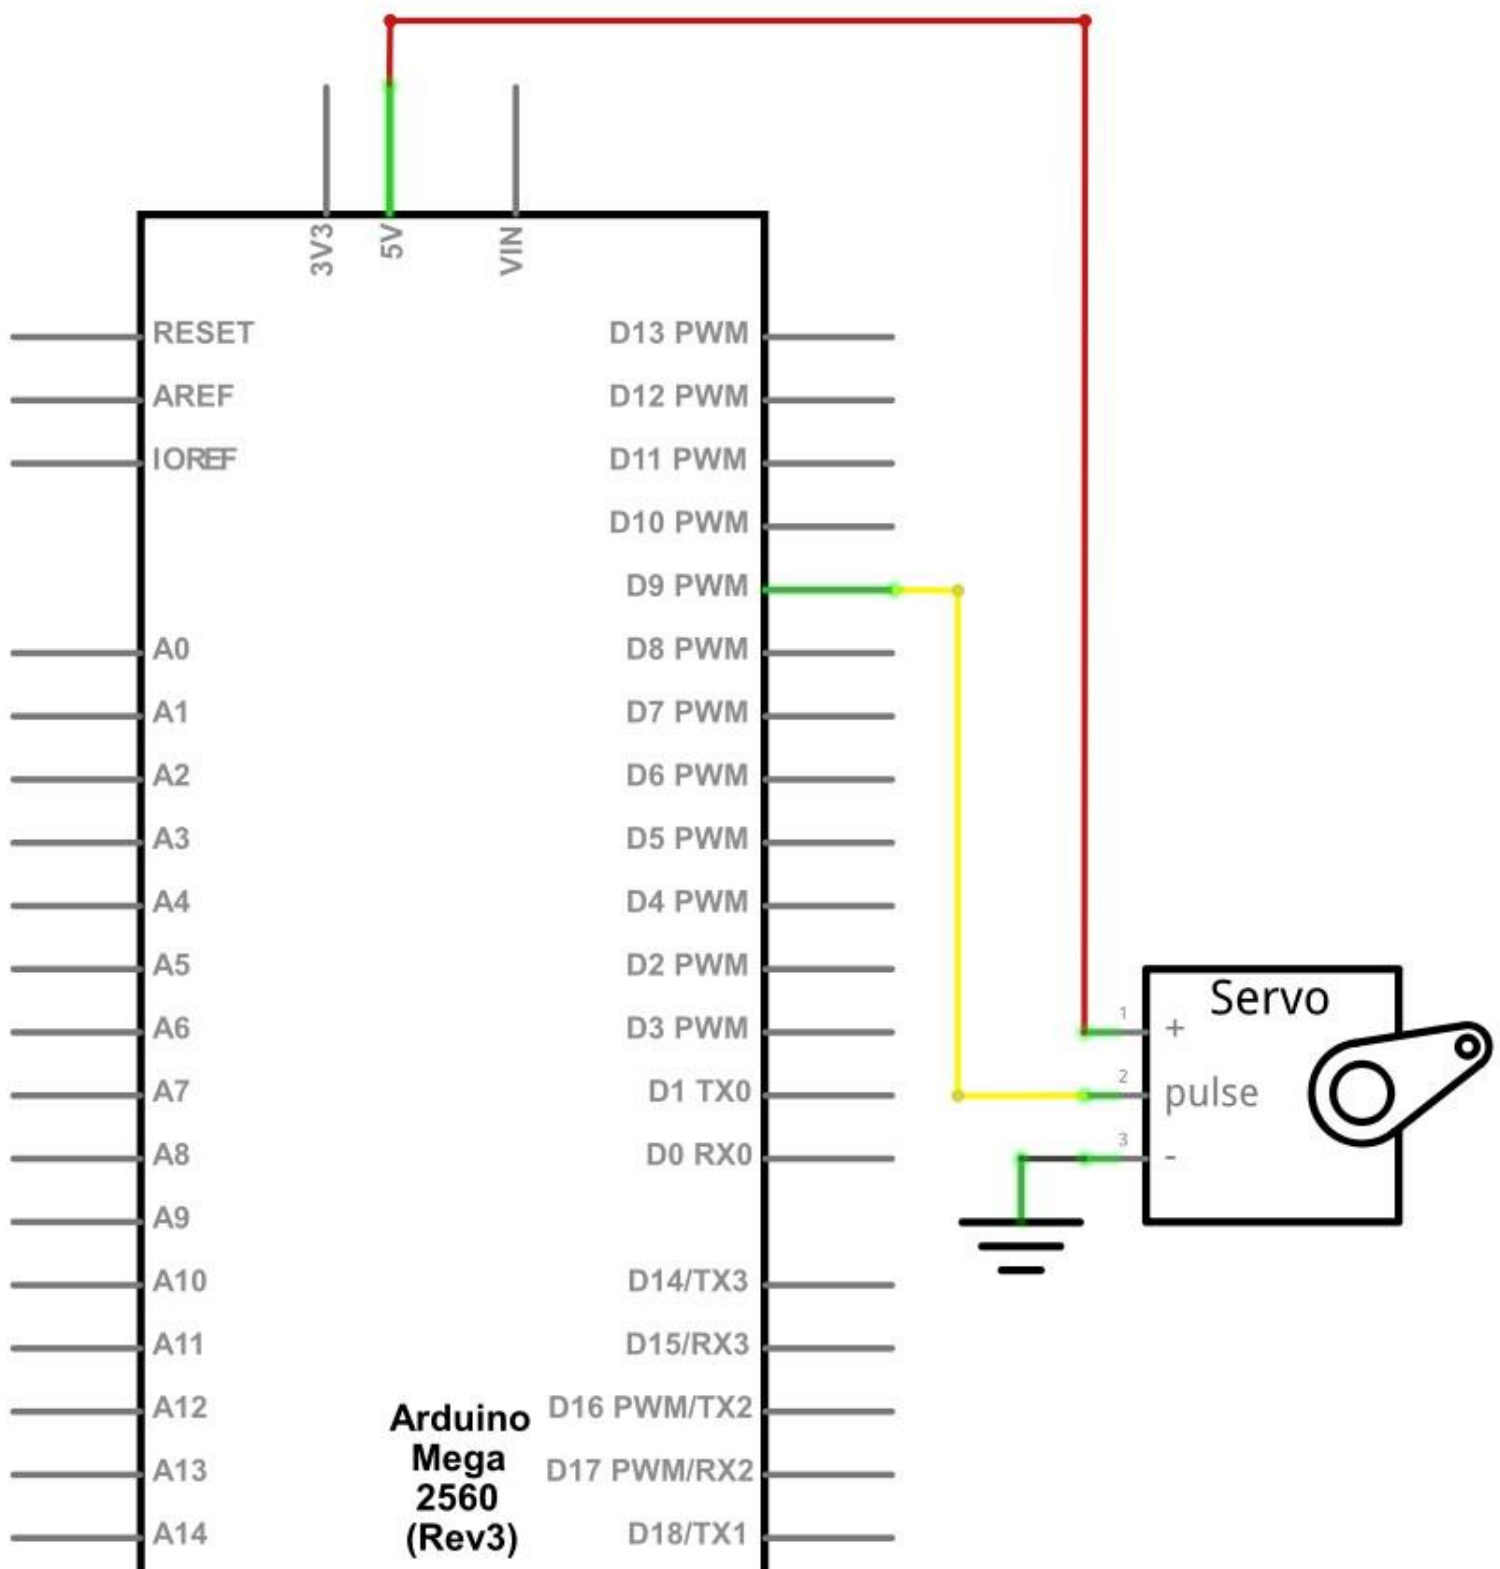 3V3
5V
VIN
RESET
AREF
IOREF
A0
A1
A2
A3
A4
A5
A6
A7
A8
A9
A10
A11
A12
A13
A14
D13 PWM
D12 PWM
D11 PWM
D10 PWM
D9 PWM
D8 PWM
D7 PWM
D6 PWM
D5 PWM
D4 PWM
D2 PWM
D3 PWM
D1 TX0
D0 RX0
D14/TX3
D15/RX3
D16 PWM/TX2
D17 PWM/RX2
D18/TX1
Arduino
Mega
2560
(Rev3)
Servo
1 +
2 pulse
3 -